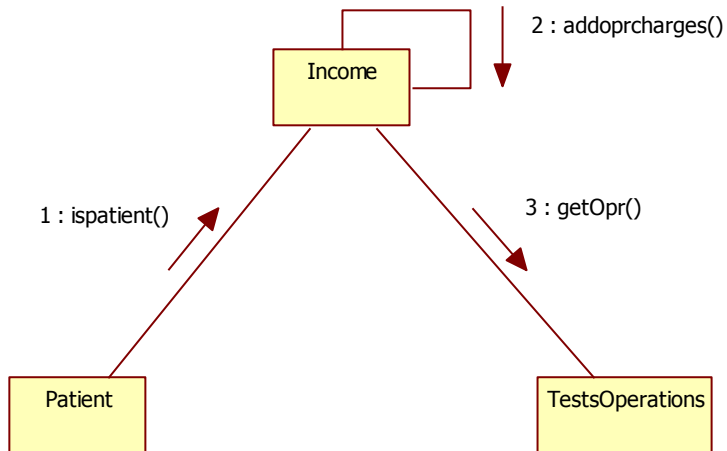 2 : addoprcharges()
Income
1 : ispatient()
3 : getOpr()
Patient
TestsOperations